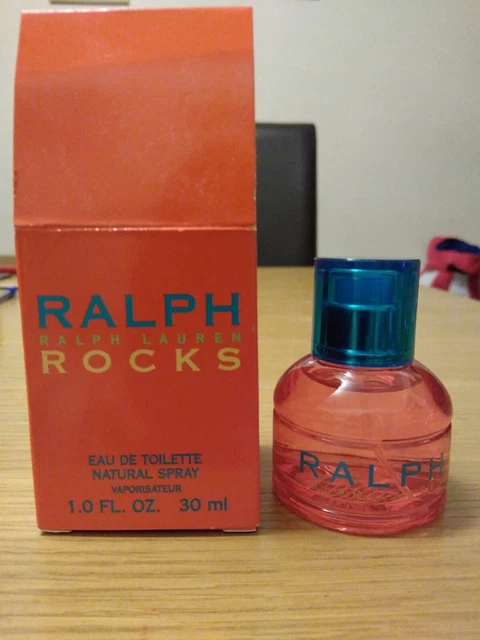 RALPH
RALPH LAUREN
ROCKS
EAU DE TOILETTE
NATURAL SPRAY
VAPORISATEUR
1.0 FL. OZ. 30 ml
RALPH